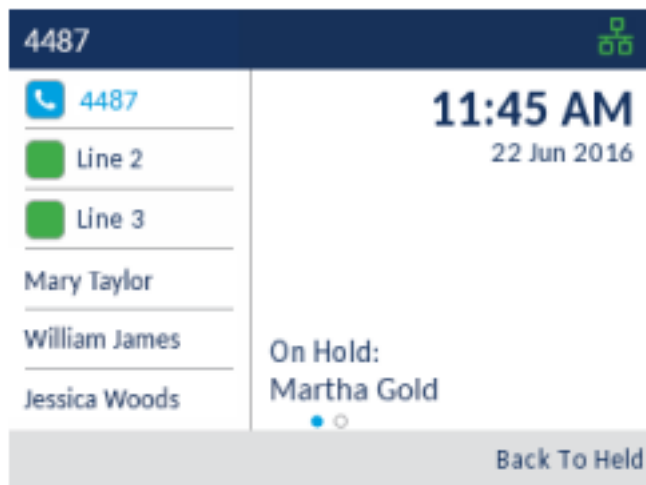 4487
4487
Line 2
Line 3
Mary Taylor
William James
Jessica Woods
11:45 AM
22 Jun 2016
On Hold:
Martha Gold
Back To Held